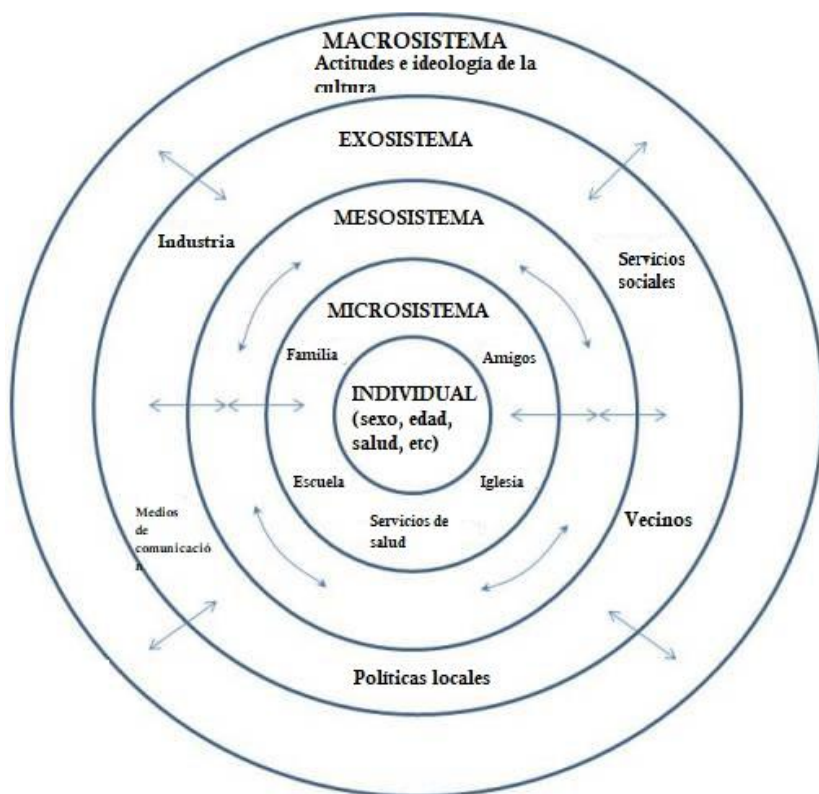 MACROSISTEMA
Actitudes e ideología de la
cultura
EXOSISTEMA
MESOSISTEMA
Industria
Servicios
sociales
MICROSISTEMA
Familia
Amigos
INDIVIDUAL
(sexo, edad,
salud, etc)
Escuela
Iglesia
Servicios de
salud
Medios
de
comunicació
n
Vecinos
Políticas locales